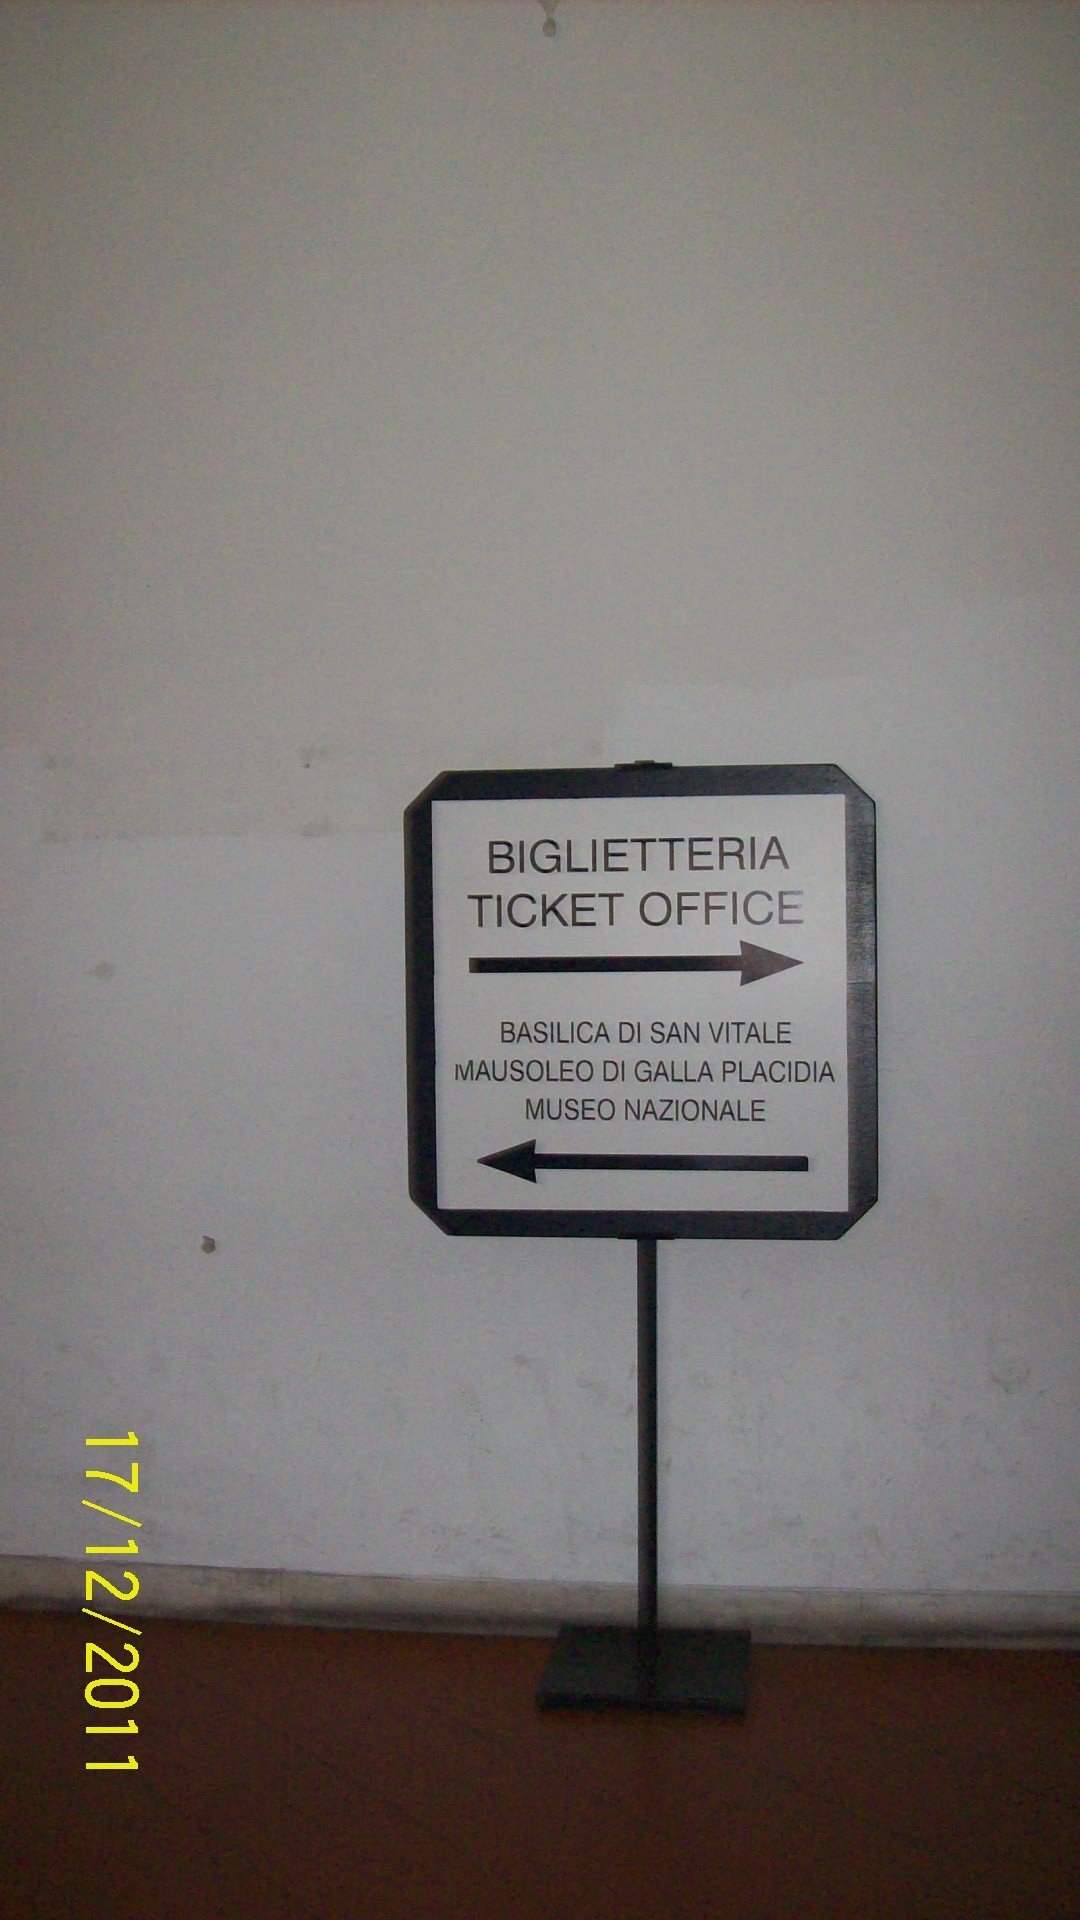 BIGLIETTERIA
TICKET OFFICE
BASILICA DI SAN VITALE
MAUSOLEO DI GALLA PLACIDIA
MUSEO NAZIONALE
17/12/2011